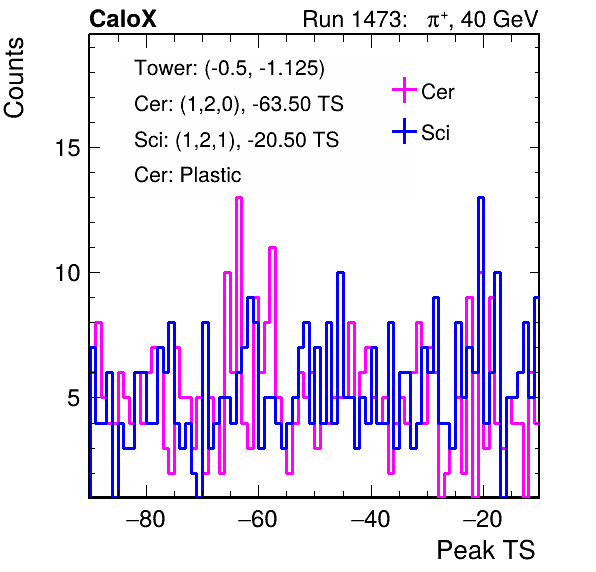 CaloX Run 1473: π+, 40 GeV
Counts
Tower: (-0.5, -1.125)
Cer: (1,2,0), -63.50 TS
Sci: (1,2,1), -20.50 TS
Cer: Plastic
Cer
Sci
15
10
5
−80 −60 −40 −20
Peak TS